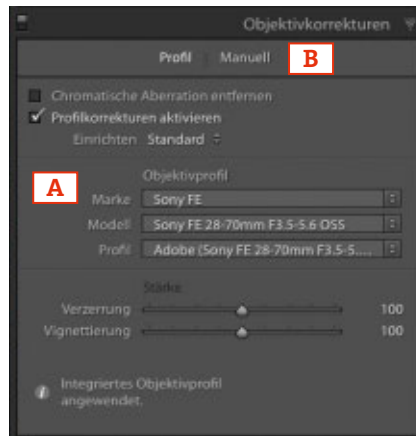 Objektivkorrekturen
Profil Manuell B
Chromatische Aberration entfernen
Profilkorrekturen aktivieren
Einrichten Standard
A Objektivprofil
Marke Sony FE
Modell Sony FE 28-70mm F3.5-5.6 OSS
Profil Adobe (Sony FE 28-70mm F3.5-5....
Stärke
Verzerrung 100
Vignettierung 100
Integriertes Objektivprofil
angewendet.